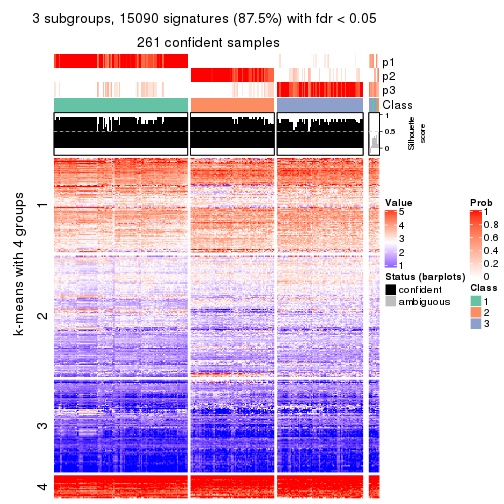 3 subgroups, 15090 signatures (87.5%) with fdr < 0.05
261 confident samples
p1
p2
p3
Class
1
0.5
0
Silhouette
score
k-means with 4 groups
1
2
3
4
Value
5
4
3
2
1
Status (barplots)
confident
ambiguous
Prob
1
0.8
0.6
0.4
0.2
0
Class
1
2
3